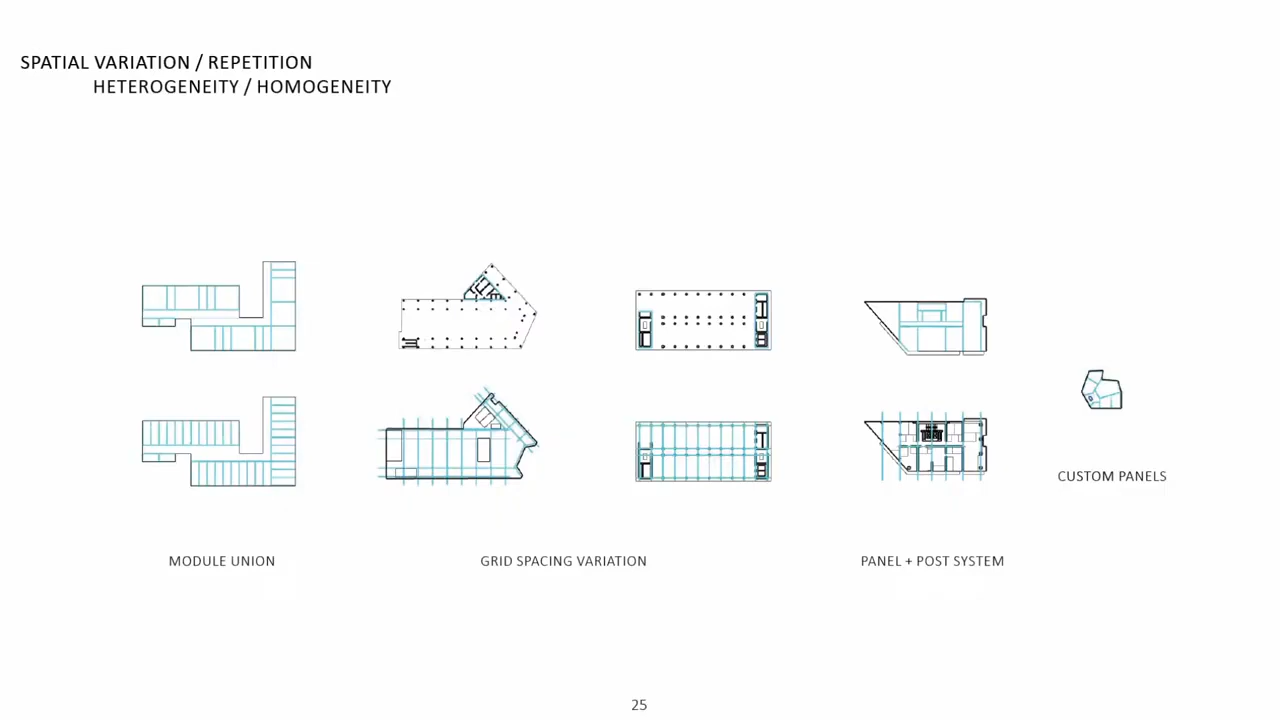 SPATIAL VARIATION / REPETITION
HETEROGENEITY / HOMOGENEITY
CUSTOM PANELS
MODULE UNION
GRID SPACING VARIATION
PANEL + POST SYSTEM
25